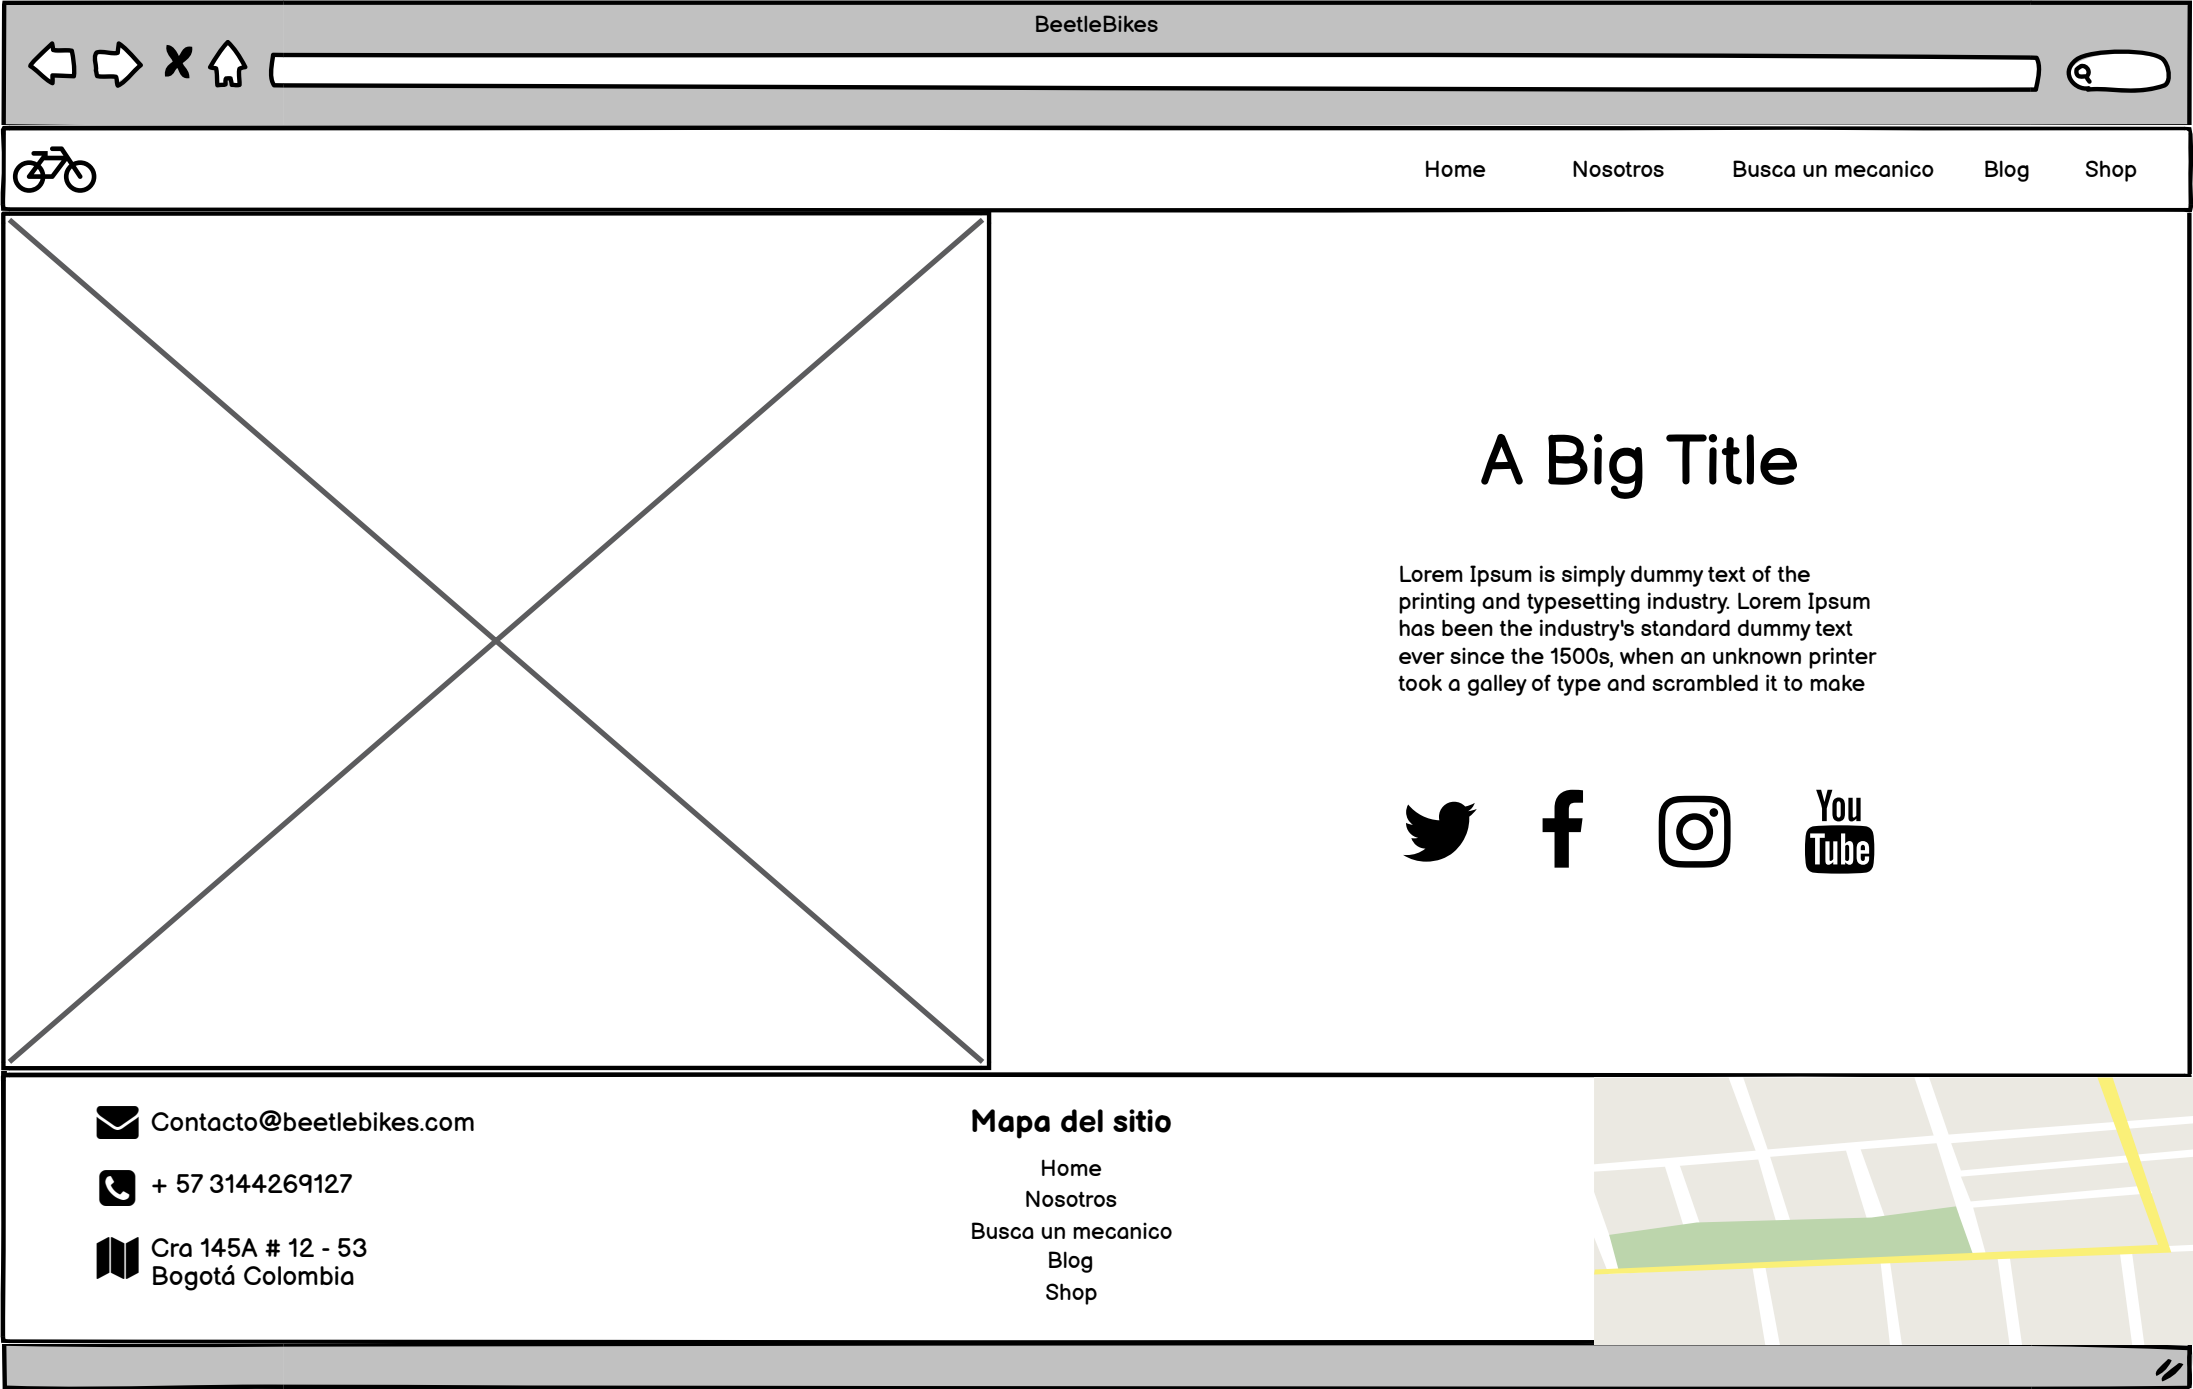 BeetleBikes
Home Nosotros Busca un mecanico Blog Shop
A Big Title
Lorem Ipsum is simply dummy text of the
printing and typesetting industry. Lorem Ipsum
has been the industry's standard dummy text
ever since the 1500s, when an unknown printer
took a galley of type and scrambled it to make
You
Tube
Contacto@beetlebikes.com
+ 57 3144269127
Cra 145A # 12 - 53
Bogotá Colombia
Mapa del sitio
Home
Nosotros
Busca un mecanico
Blog
Shop